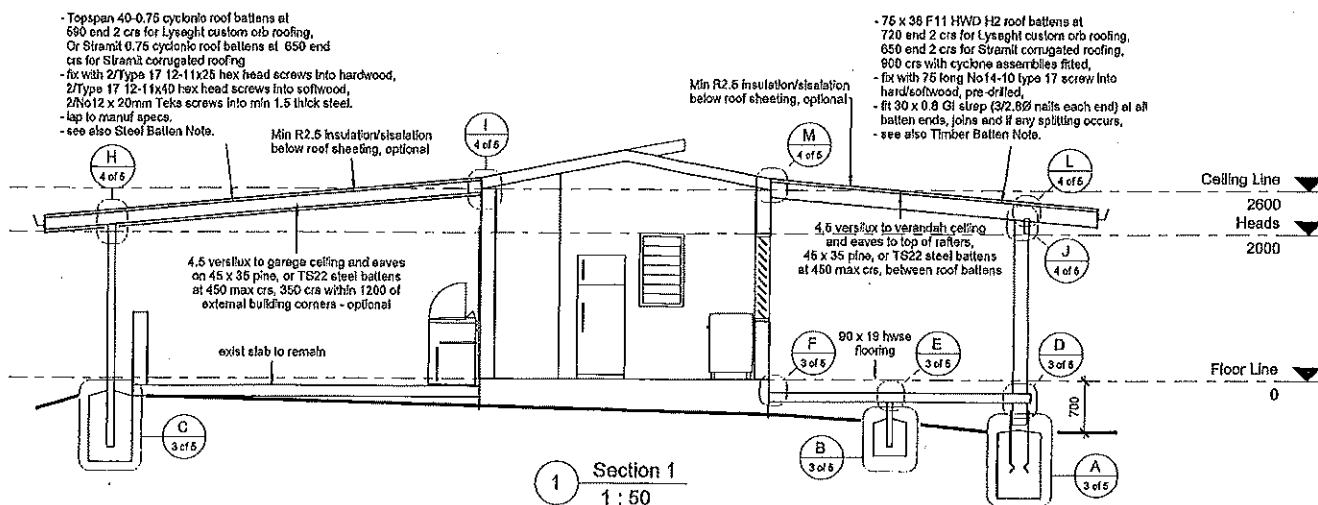 - Topspan 40-0.75 cyclonic roof battens at
590 end 2 crs for Lysaght custom orb roofing,
Or Stramit 0.75 cyclonic roof battens at 650 end
crs for Stramit corrugated roofing
- fix with 2/Type 17 12-11x25 hex head screws into hardwood,
2/Type 17 12-11x40 hex head screws into softwood,
2/No12 x 20mm Teks screws into min 1.5 thick steel.
- lap to manuf specs.
- see also Steel Batten Note.
Min R2.5 insulation/sisalation
below roof sheeting, optional
H
4 of 5
I
4 of 5
M
4 of 5
Min R2.5 insulation/sisalation
below roof sheeting, optional
- 75 x 38 F11 HWD H2 roof battens at
720 end 2 crs for Lysaght custom orb roofing,
650 end 2 crs for Stramit corrugated roofing,
900 crs with cyclone assemblies fitted,
- fix with 75 long No14-10 type 17 screw into
hard/softwood, pre-drilled,
- fit 30 x 0.8 GI strap (3/2.8Ø nails each end) at all
batten ends, joins and if any splitting occurs,
- see also Timber Batten Note.
L
4 of 5
Ceiling Line
2600
Heads
2000
J
4 of 5
4.5 versilux to garage ceiling and eaves
on 45 x 35 pine, or TS22 steel battens
at 450 max crs, 350 crs within 1200 of
external building corners - optional
4.5 versilux to verandah ceiling
and eaves to top of rafters,
45 x 35 pine, or TS22 steel battens
at 450 max crs, between roof battens
exist slab to remain
F
3 of 5
90 x 19 hwse
flooring
E
3 of 5
D
3 of 5
Floor Line
0
700
C
3 of 5
B
3 of 5
A
3 of 5
1
Section 1
1 : 50